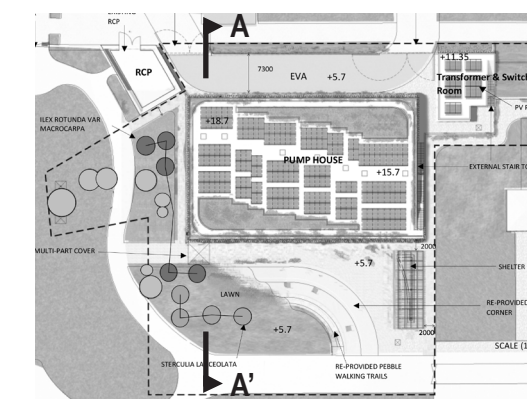 RCP
A
RCP
7300
EVA
+5.7
+11.35
Transformer & Switch
Room
PV
ILEX ROTUNDA VAR
MACROCARPA
+18.7
PUMP HOUSE
+15.7
EXTERNAL STAIR TO
MULTI-PART COVER
2000
+5.7
SHELTER
LAWN
RE-PROVIDED
CORNER
+5.7
2000
SCALE (1
STERCULIA LANCEOLATA
RE-PROVIDED PEBBLE
WALKING TRAILS
A'